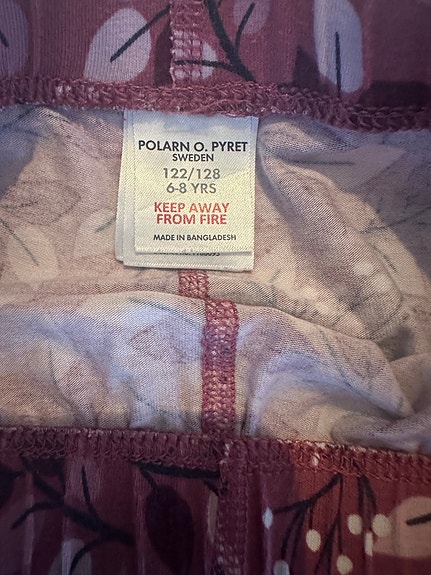 POLARN O. PYRET
SWEDEN
122/128
6-8 YRS
KEEP AWAY
FROM FIRE
MADE IN BANGLADESH